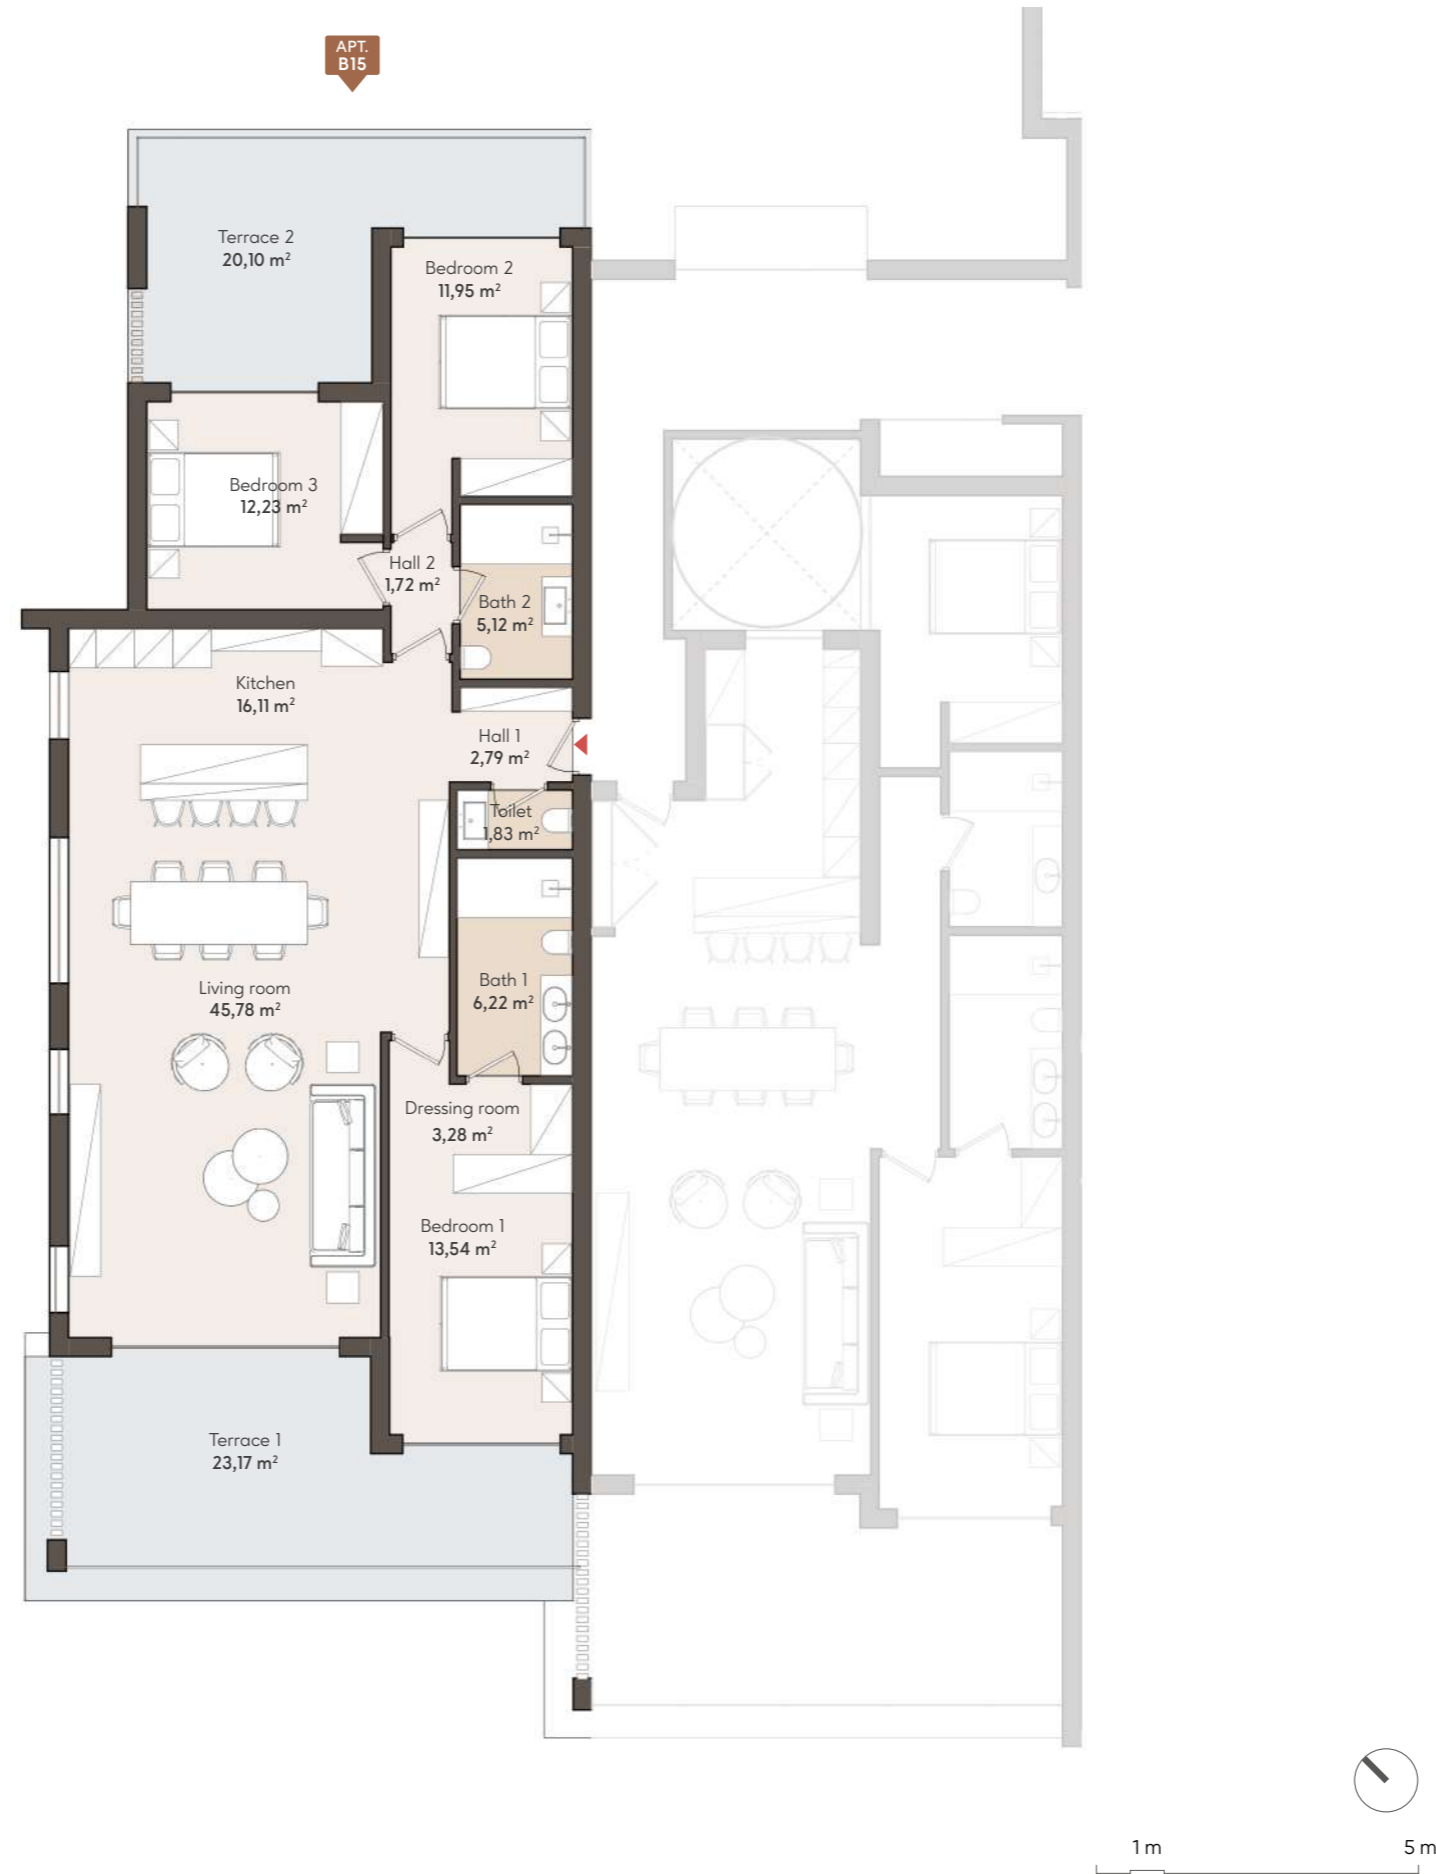 APT.
B15
Terrace 2
20,10 m²
Bedroom 2
11,95 m²
Bedroom 3
12,23 m²
Hall 2
1,72 m²
Bath 2
5,12 m²
Kitchen
16,11 m²
Hall 1
2,79 m²
Toilet
1,83 m²
Living room
45,78 m²
Bath 1
6,22 m²
Dressing room
3,28 m²
Bedroom 1
13,54 m²
Terrace 1
23,17 m²
1 m
5 m